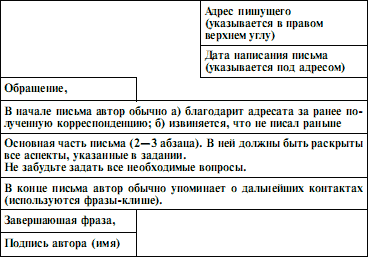 Адрес пишущего
(указывается в правом
верхнем углу)
Дата написания письма
(указывается под адресом)
Обращение,
В начале письма автор обычно а) благодарит адресата за ранее по-
лученную корреспонденцию; б) извиняется, что не писал раньше
Основная часть письма (2—3 абзаца). В ней должны быть раскрыты
все аспекты, указанные в задании.
Не забудьте задать все необходимые вопросы.
В конце письма автор обычно упоминает о дальнейших контактах
(используются фразы-клише).
Завершающая фраза,
Подпись автора (имя)